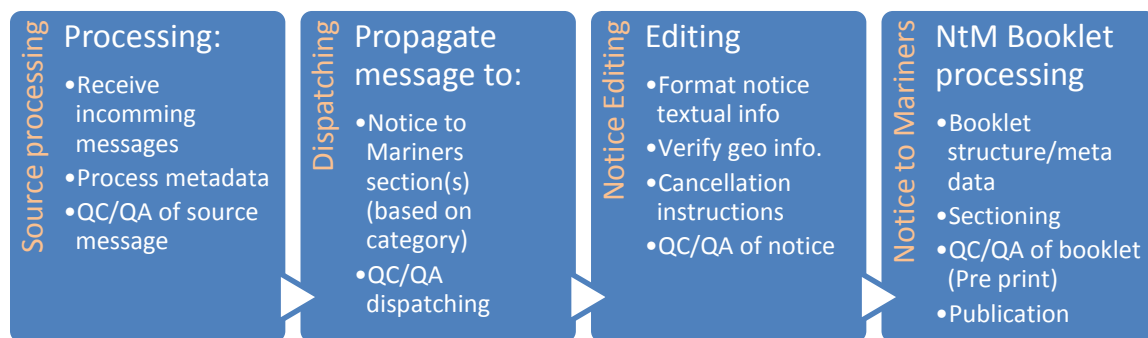 Source processing
Processing:
•Receive
incomming
messages
•Process metadata
•QC/QA of source
message
Dispatching
Propagate
message to:
•Notice to
Mariners
section(s)
(based on
category)
•QC/QA
dispatching
Notice Editing
Editing
•Format notice
textual info
•Verify geo info.
•Cancellation
instructions
•QC/QA of notice
Notice to Mariners
NtM Booklet
processing
•Booklet
structure/meta
data
•Sectioning
•QC/QA of booklet
(Pre print)
•Publication